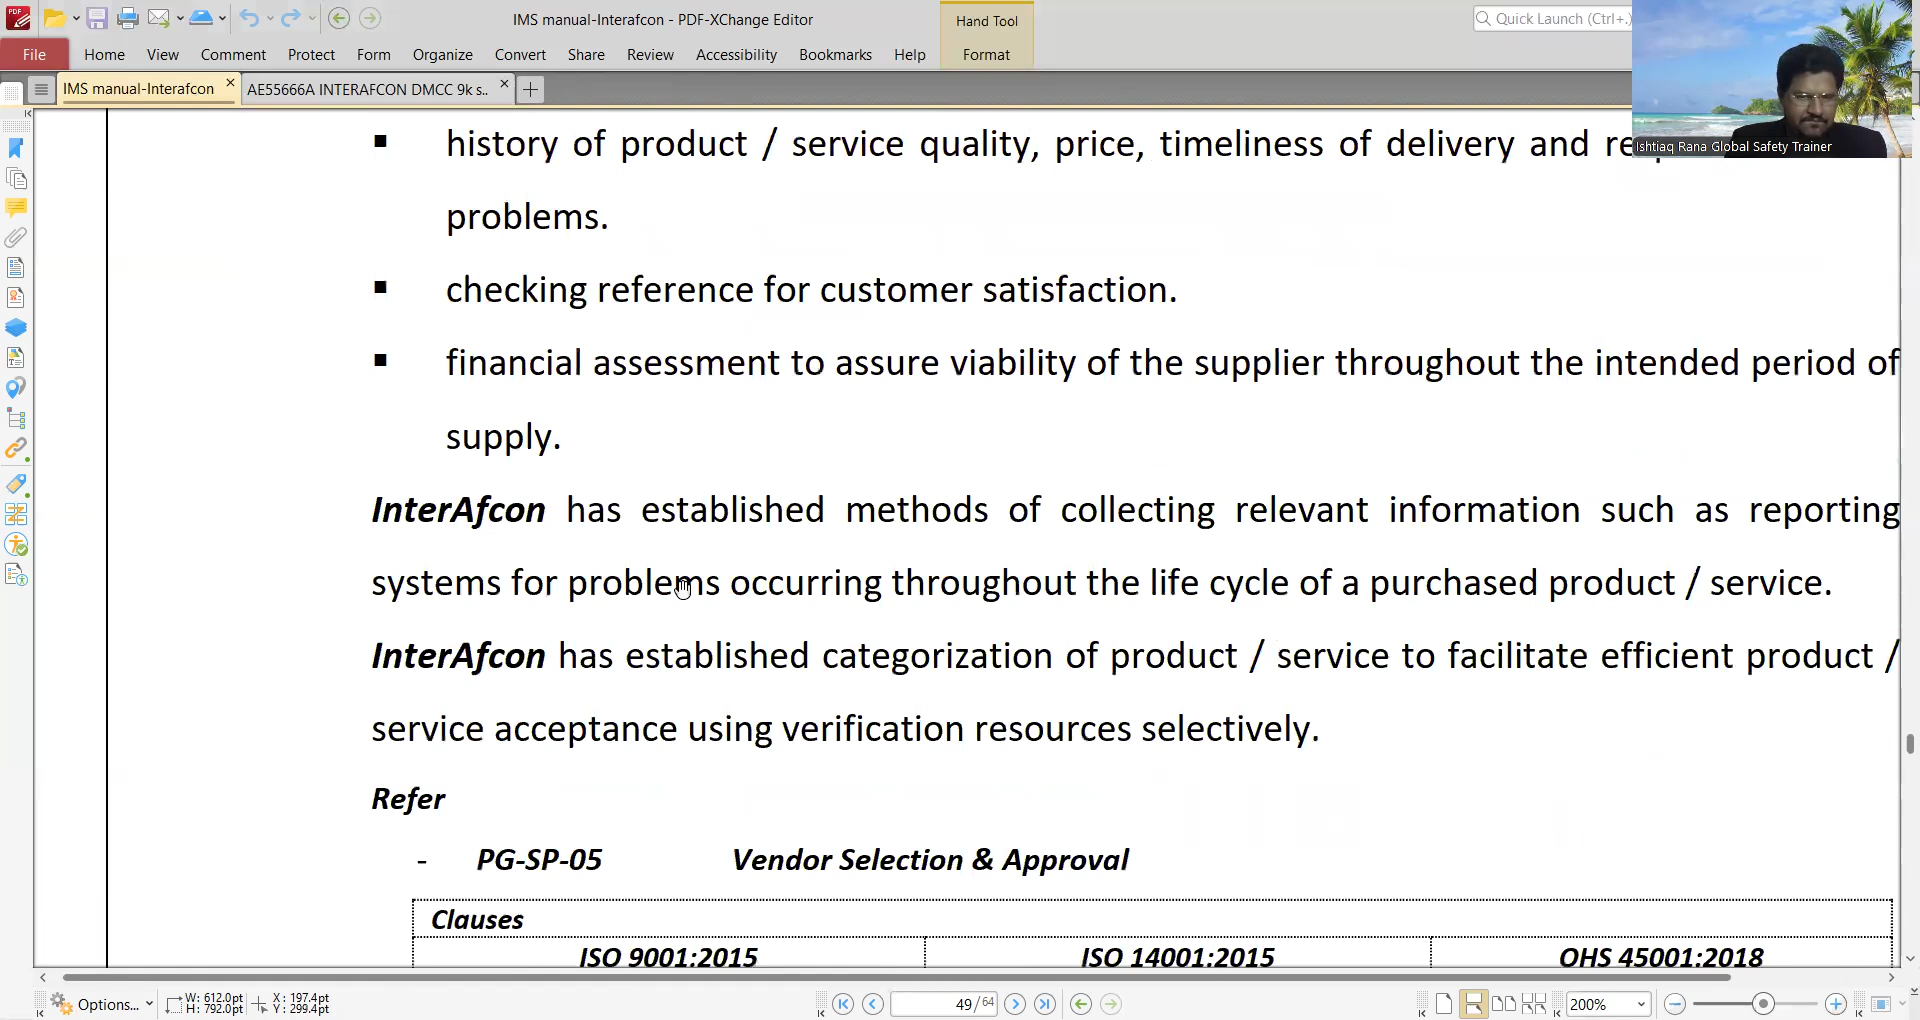 IMS manual-Interafcon - PDF-XChange Editor
Hand Tool
Quick Launch (Ctrl+.)
File Home View Comment Protect Form Organize Convert Share Review Accessibility Bookmarks Help Format
IMS manual-Interafcon
AE55666A INTERAFCON DMCC 9k s..
Ishtiaq Rana Global Safety Trainer
history of product / service quality, price, timeliness of delivery and
problems.
checking reference for customer satisfaction.
financial assessment to assure viability of the supplier throughout the intended period of
supply.
InterAfcon has established methods of collecting relevant information such as reporting
systems for problems occurring throughout the life cycle of a purchased product / service.
InterAfcon has established categorization of product / service to facilitate efficient product /
service acceptance using verification resources selectively.
Refer
- PG-SP-05 Vendor Selection & Approval
Clauses
ISO 9001:2015 ISO 14001:2015 OHS 45001:2018
Options...
W: 612.0pt
H: 792.0pt
X: 197.4pt
Y: 299.4pt
49 / 64
200%